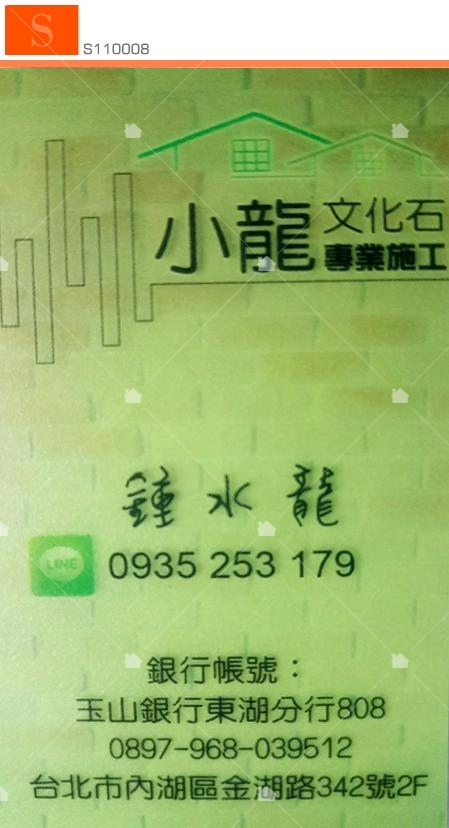 S
S110008
小龍 文化石
專業施工
鍾水龍
LINE 0935 253 179
銀行帳號：
玉山銀行東湖分行808
0897-968-039512
台北市內湖區金湖路342號2F